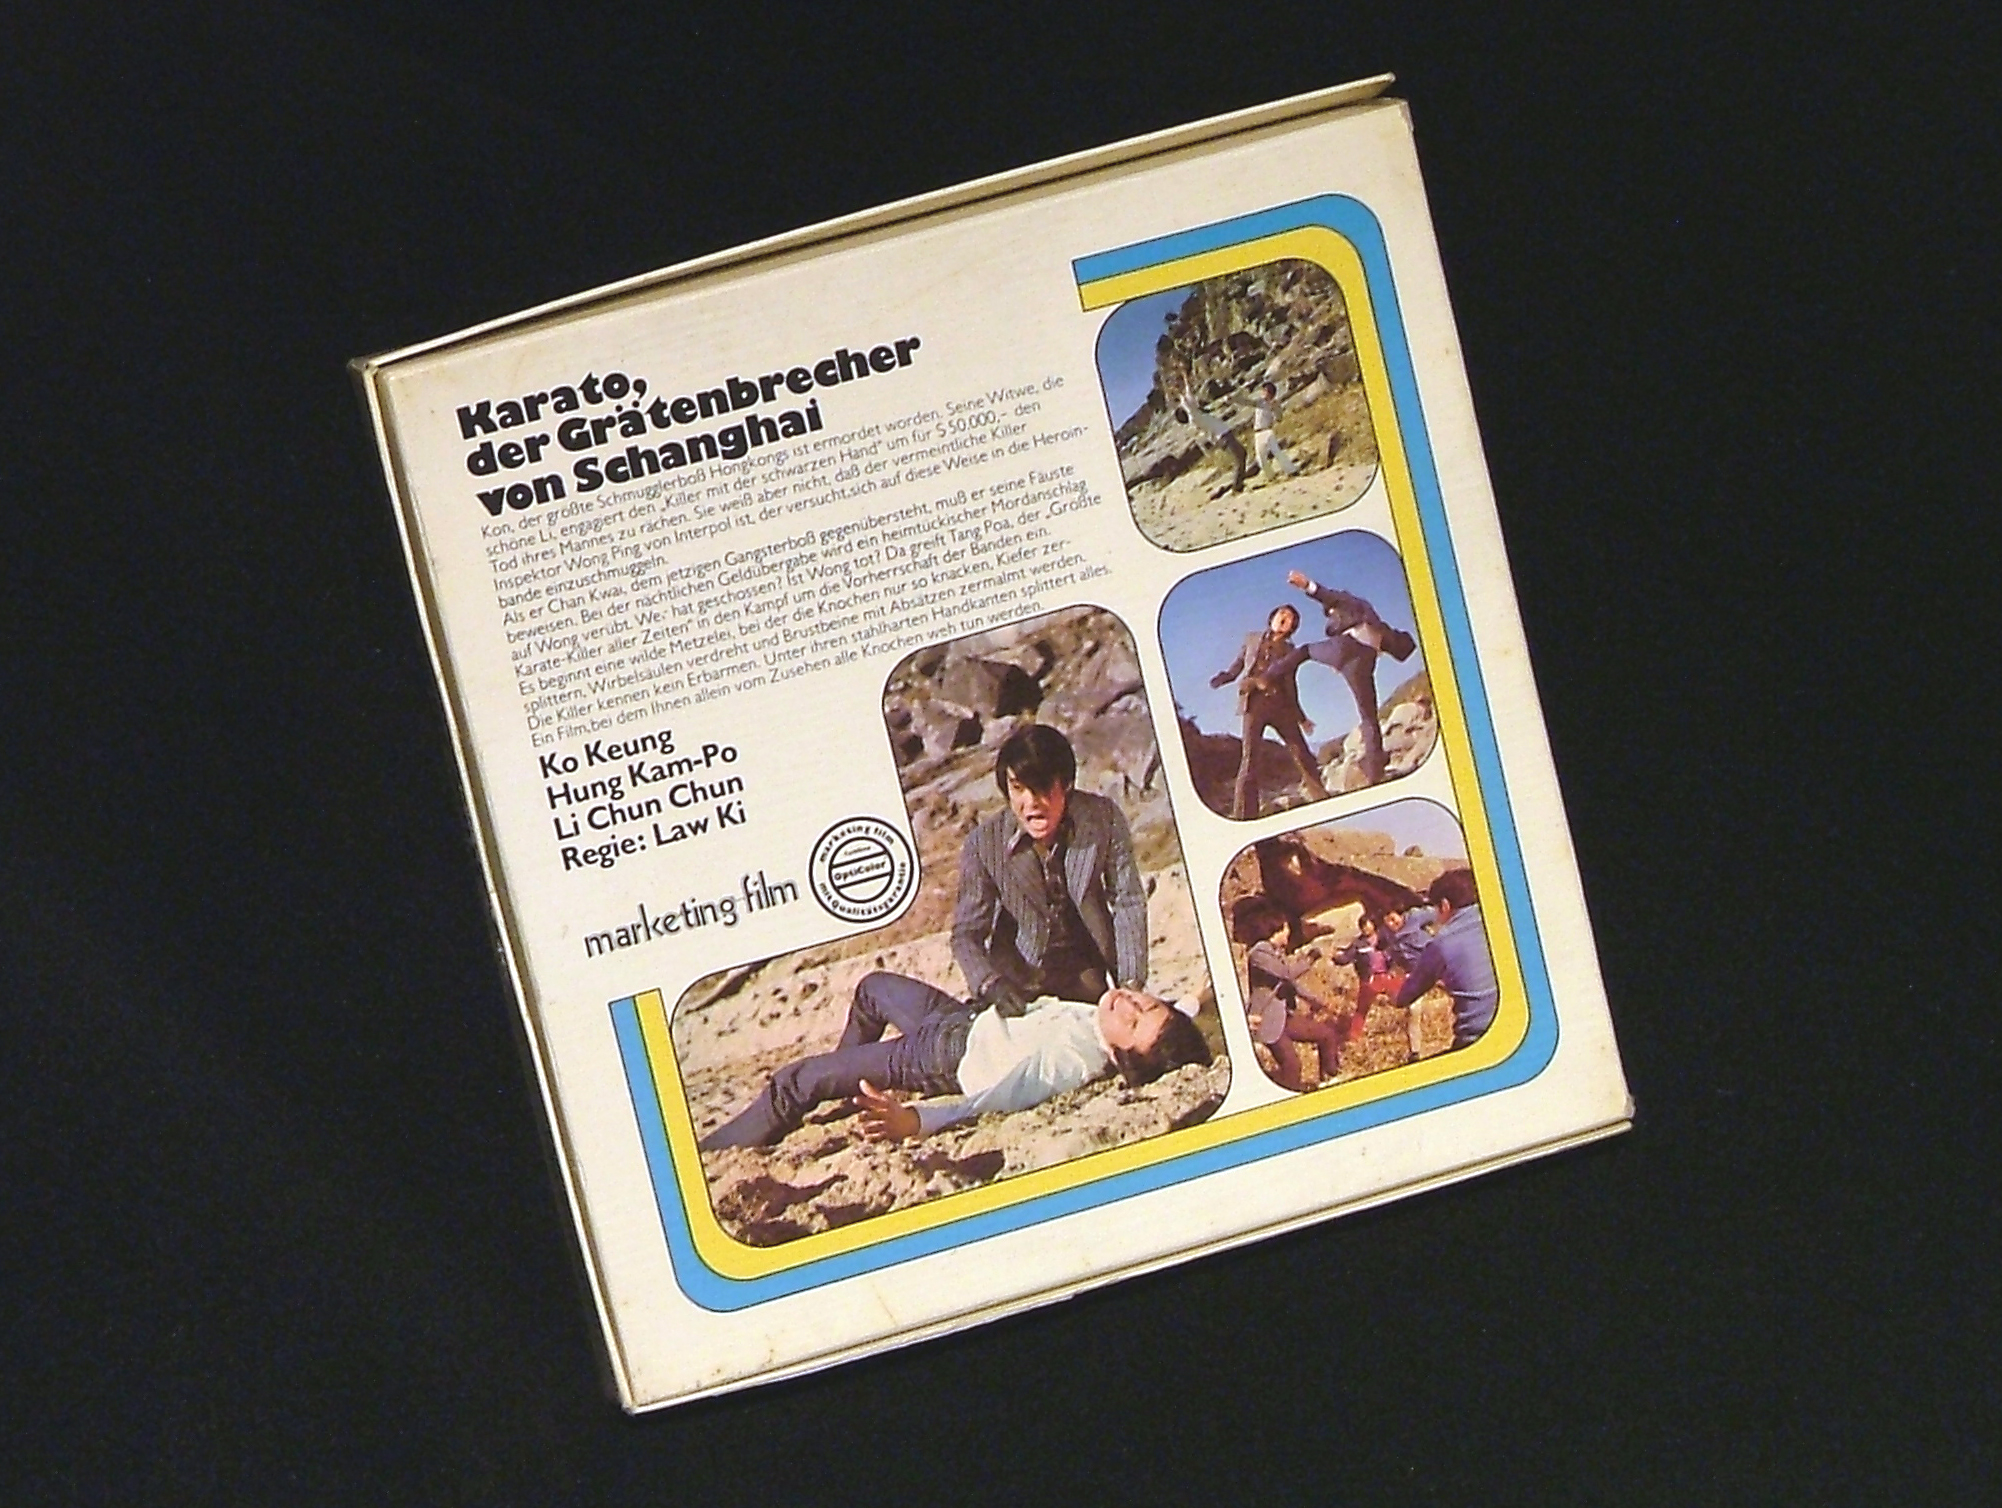 Karato,
der Grätenbrecher
von Schanghai
Kon, der größte Schmugglerboß Hongkongs ist ermordet worden. Seine Witwe, die
schöne Li, engagiert den „Killer mit der schwarzen Hand“ um für $ 50.000,– den
Tod ihres Mannes zu rächen. Sie weiß aber nicht, daß der vermeintliche Killer
Inspektor Wong Ping von Interpol ist, der versucht,sich auf diese Weise in die Heroin-
bande einzuschmuggeln.
Als er Chan Kwai, dem jetzigen Gangsterboß gegenübersteht, muß er seine Fäuste
beweisen. Bei der nächtlichen Geldübergabe wird ein heimtückischer Mordanschlag
auf Wong verübt. Wer hat geschossen? Ist Wong tot? Da greift Tang Poa, der „Größte
Karate-Killer aller Zeiten“ in den Kampf um die Vorherrschaft der Banden ein.
Es beginnt eine wilde Metzelei, bei der die Knochen nur so knacken, Kiefer zer-
splittern, Wirbelsäulen verdreht und Brustbeine mit Absätzen zermalmt werden.
Die Killer kennen kein Erbarmen. Unter ihren stahlharten Handkanten splittert alles.
Ein Film,bei dem Ihnen allein vom Zusehen alle Knochen weh tun werden.
Ko Keung
Hung Kam-Po
Li Chun Chun
Regie: Law Ki
marketing-film
marketing film
OptiColor
mit Qualitätsgarantie